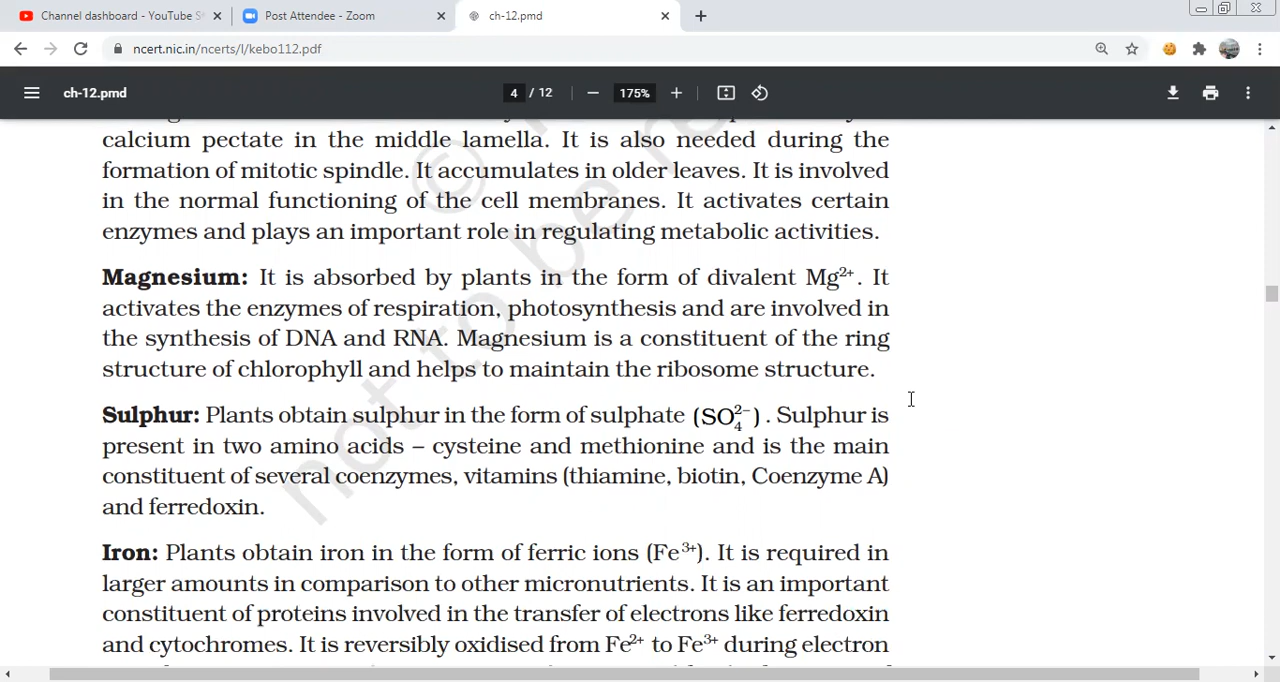 Channel dashboard - YouTube
Post Attendee - Zoom
ch-12.pmd
ncert.nic.in/ncerts/l/kebo112.pdf
ch-12.pmd
4 / 12
175%
calcium pectate in the middle lamella. It is also needed during the
formation of mitotic spindle. It accumulates in older leaves. It is involved
in the normal functioning of the cell membranes. It activates certain
enzymes and plays an important role in regulating metabolic activities.
Magnesium: It is absorbed by plants in the form of divalent Mg²⁺. It
activates the enzymes of respiration, photosynthesis and are involved in
the synthesis of DNA and RNA. Magnesium is a constituent of the ring
structure of chlorophyll and helps to maintain the ribosome structure.
Sulphur: Plants obtain sulphur in the form of sulphate (SO₄²⁻). Sulphur is
present in two amino acids – cysteine and methionine and is the main
constituent of several coenzymes, vitamins (thiamine, biotin, Coenzyme A)
and ferredoxin.
Iron: Plants obtain iron in the form of ferric ions (Fe³⁺). It is required in
larger amounts in comparison to other micronutrients. It is an important
constituent of proteins involved in the transfer of electrons like ferredoxin
and cytochromes. It is reversibly oxidised from Fe²⁺ to Fe³⁺ during electron
©
not to be